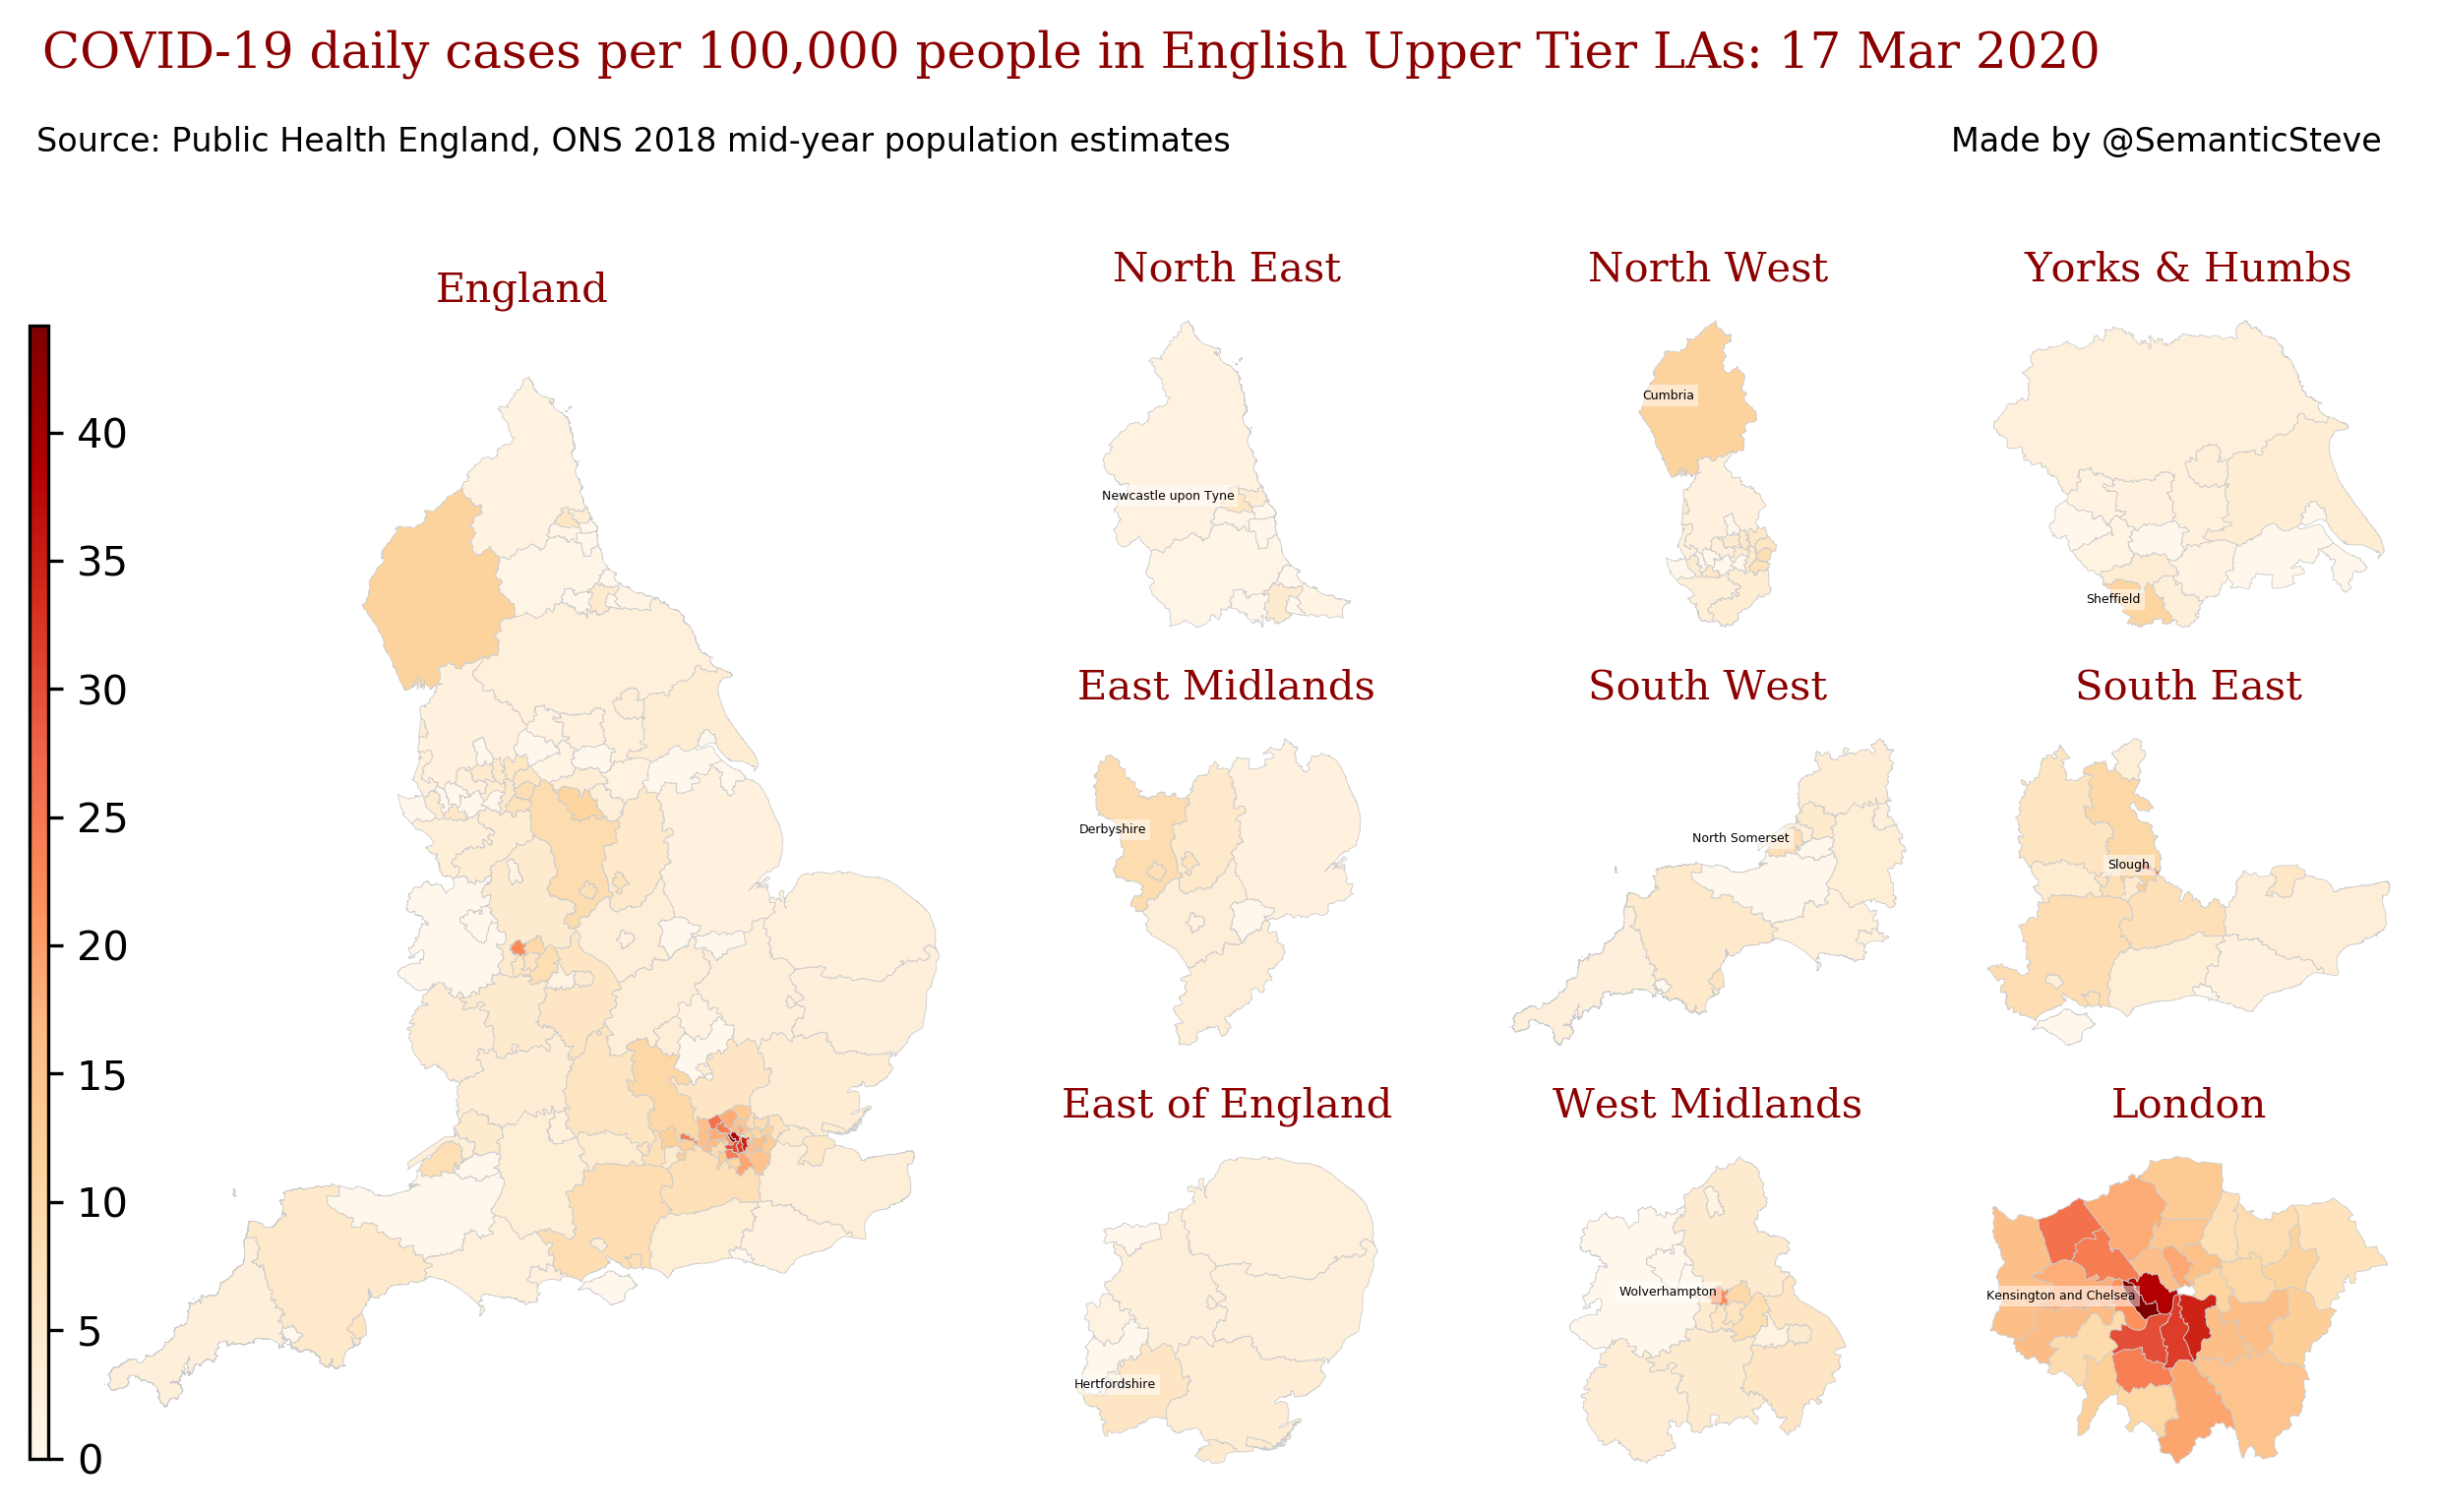 COVID-19 daily cases per 100,000 people in English Upper Tier LAs: 17 Mar 2020
Source: Public Health England, ONS 2018 mid-year population estimates
Made by @SemanticSteve
England
40
35
30
25
20
15
10
5
0
North East
Newcastle upon Tyne
North West
Cumbria
Yorks & Humbs
Sheffield
East Midlands
Derbyshire
South West
North Somerset
South East
Slough
East of England
Hertfordshire
West Midlands
Wolverhampton
London
Kensington and Chelsea